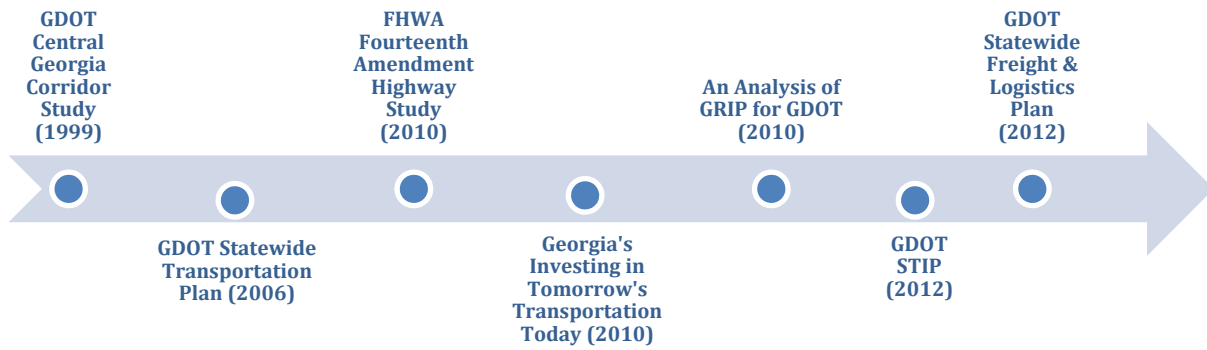 GDOT
Central
Georgia
Corridor
Study
(1999)
GDOT Statewide
Transportation
Plan (2006)
FHWA
Fourteenth
Amendment
Highway
Study
(2010)
Georgia's
Investing in
Tomorrow's
Transportation
Today (2010)
An Analysis of
GRIP for GDOT
(2010)
GDOT
STIP
(2012)
GDOT
Statewide
Freight &
Logistics
Plan
(2012)